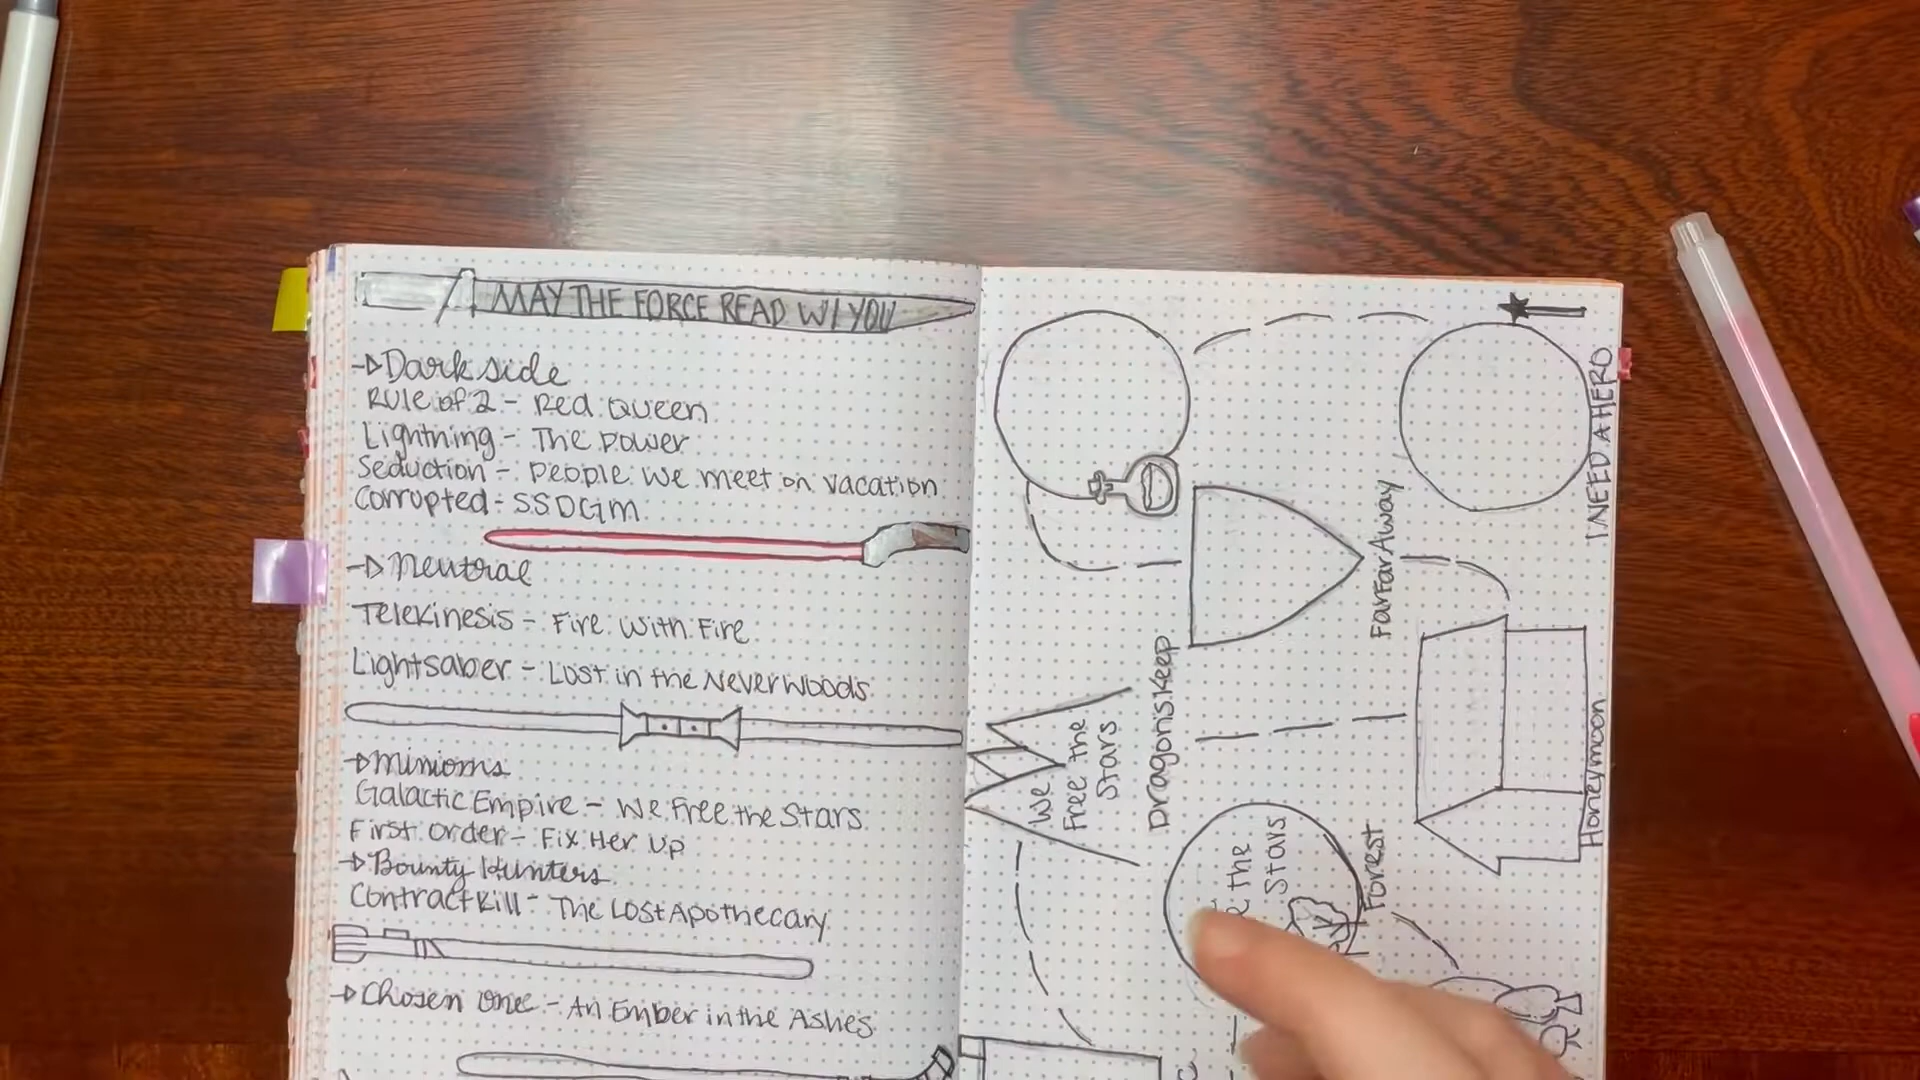 MAY THE FORCE READ W/ YOU
Dark side
Rule of 2 - Red Queen
Lightning - The Power
Seduction - People we meet on vacation
Corrupted - SSDGM
Neutral
Telekinesis - Fire With Fire
Lightsaber - Lost in the NeverWoods
Minions
Galactic Empire - We Free the Stars
First Order - Fix Her Up
Bounty Hunters
Contract Kill - The Lost Apothecary
Chosen One - An Ember in the Ashes
I NEED A HERO
Far Far Away
Honeymoon
We
Free the
Stars
Dragons Keep
the
Stars
Forest